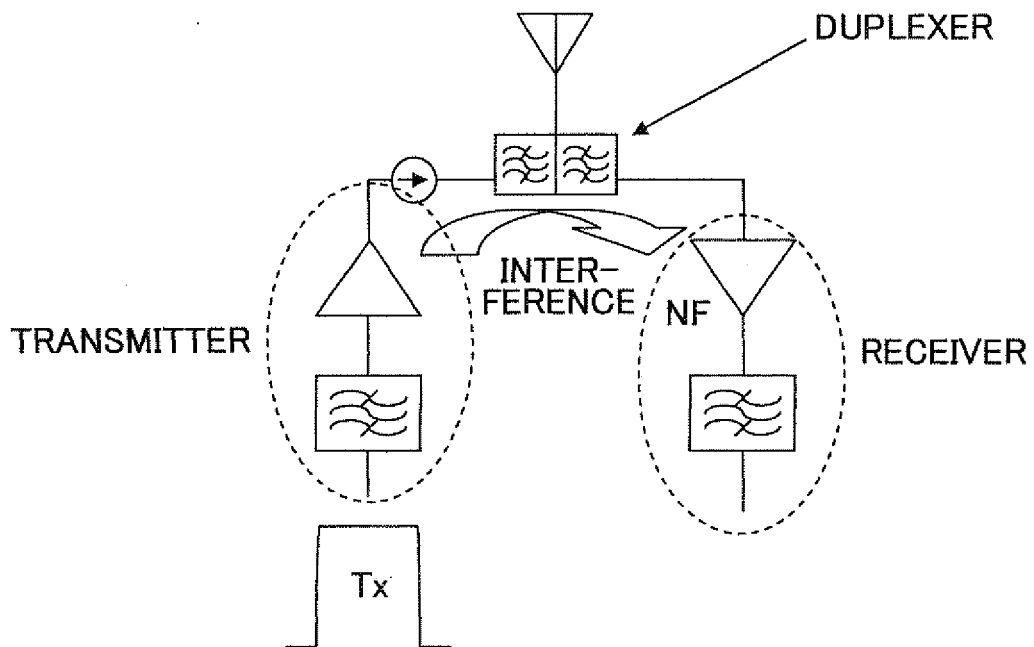 DUPLEXER
INTER-
FERENCE
NF
TRANSMITTER
RECEIVER
Tx